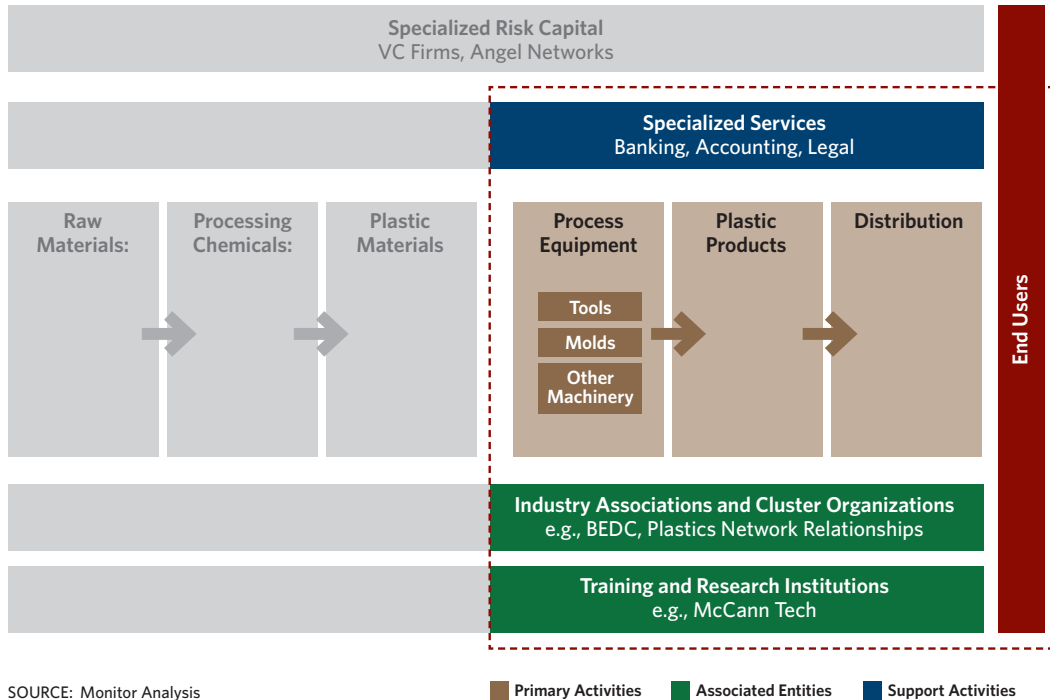 Specialized Risk Capital
VC Firms, Angel Networks
Specialized Services
Banking, Accounting, Legal
Raw
Materials:
Processing
Chemicals:
Plastic
Materials
Process
Equipment
Tools
Molds
Other
Machinery
Plastic
Products
Distribution
End Users
Industry Associations and Cluster Organizations
e.g., BEDC, Plastics Network Relationships
Training and Research Institutions
e.g., McCann Tech
SOURCE: Monitor Analysis
Primary Activities
Associated Entities
Support Activities